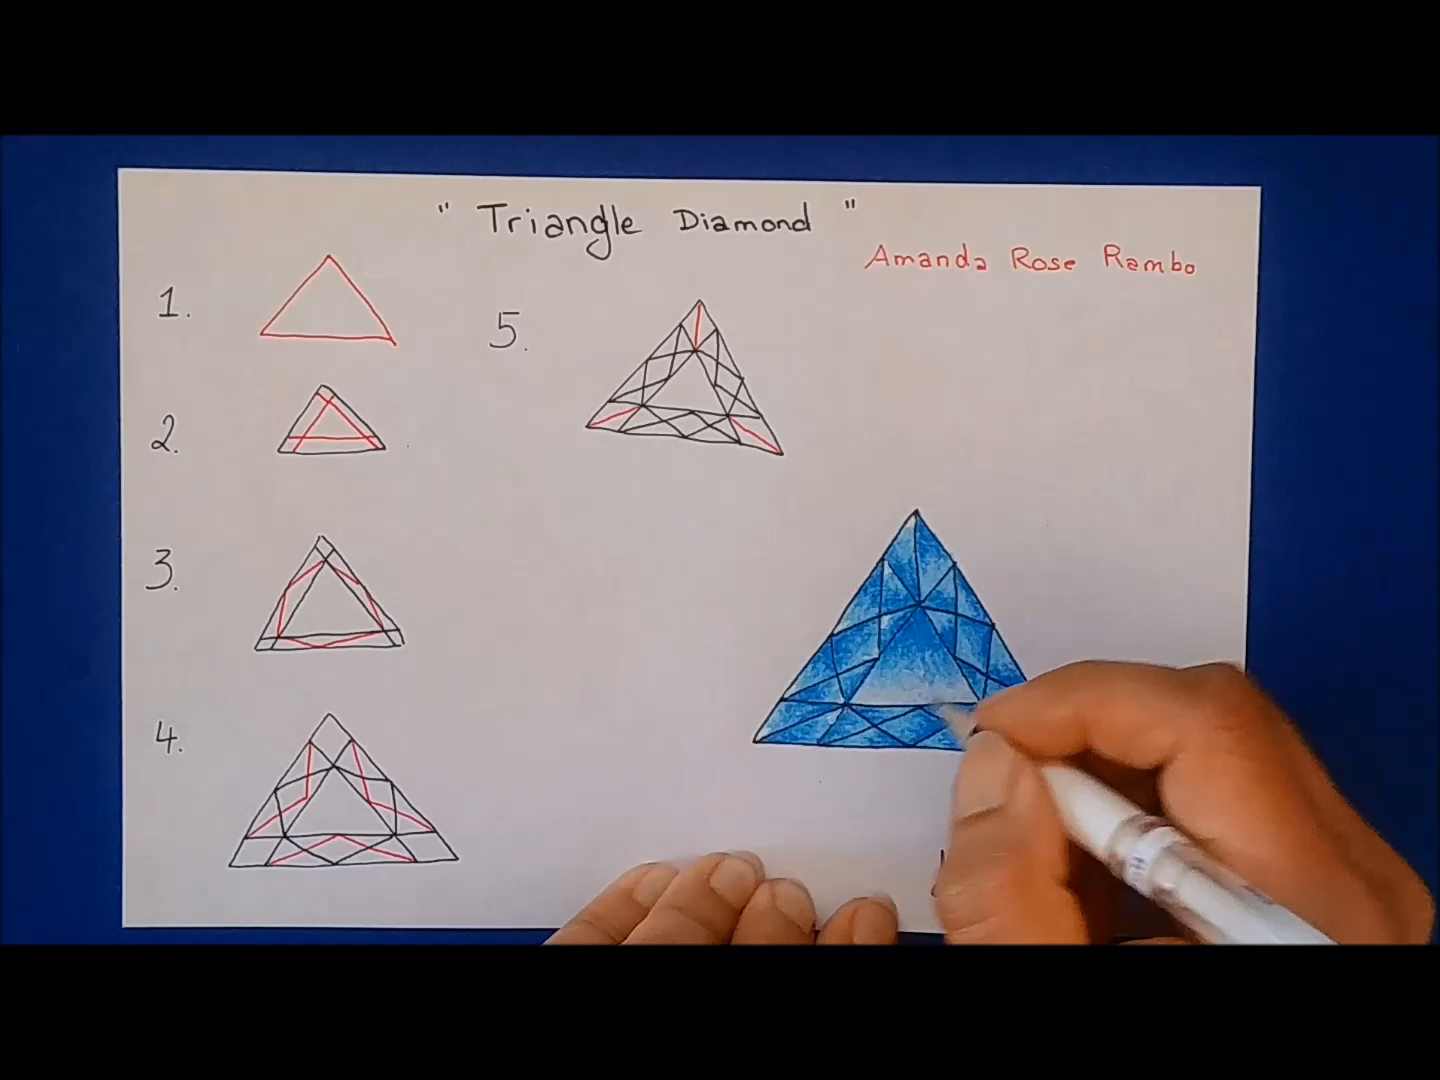 " Triangle Diamond "
Amanda Rose Rambo
1.
5.
2.
3.
4.